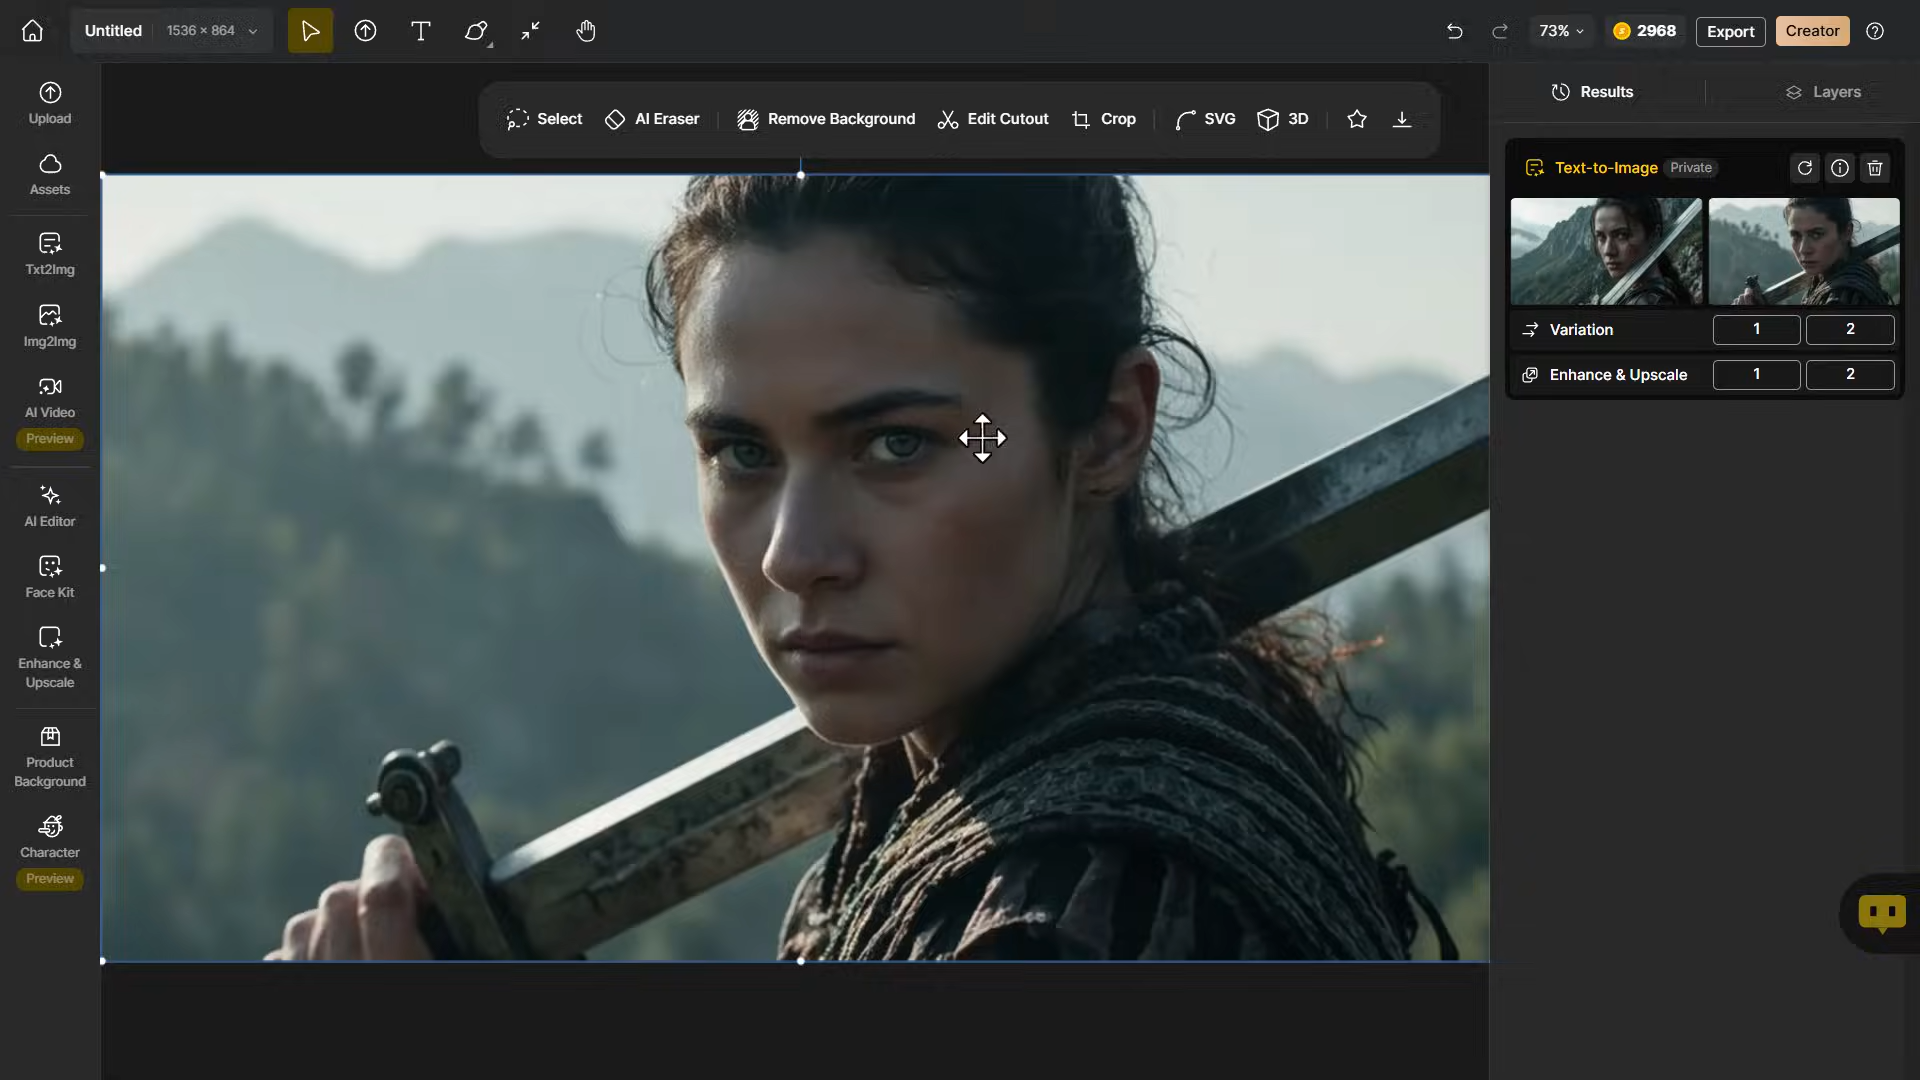 Untitled 1536 × 864
73% 2968 Export Creator
Upload
Assets
Txt2Img
Img2Img
AI Video
Preview
AI Editor
Face Kit
Enhance &
Upscale
Product
Background
Character
Preview
Select AI Eraser Remove Background Edit Cutout Crop SVG 3D
Results Layers
Text-to-Image Private
Variation 1 2
Enhance & Upscale 1 2